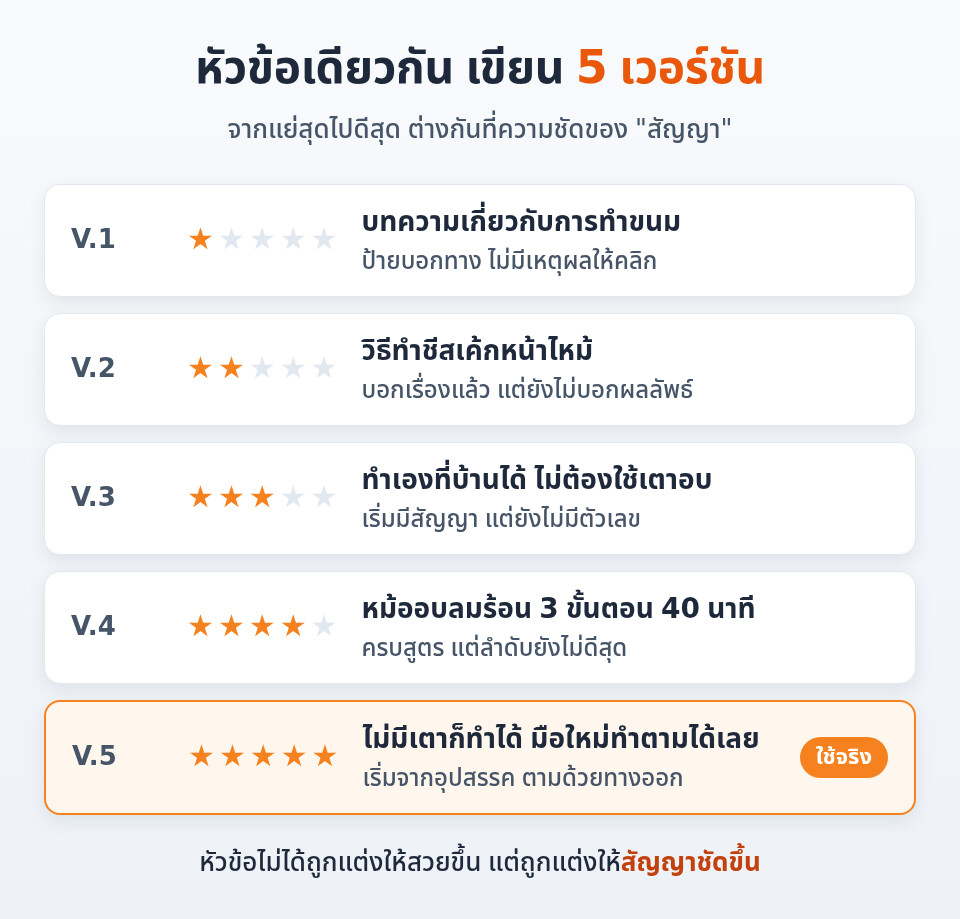 หัวข้อเดียวกัน เขียน 5 เวอร์ชัน
จากแย่สุดไปดีสุด ต่างกันที่ความชัดของ "สัญญา"
V.1
★★★★★
บทความเกี่ยวกับการทำขนม
ป้ายบอกทาง ไม่มีเหตุผลให้คลิก
V.2
★★★★★
วิธีทำชีสเค้กหน้าไหม้
บอกเรื่องแล้ว แต่ยังไม่บอกผลลัพธ์
V.3
★★★★★
ทำเองที่บ้านได้ ไม่ต้องใช้เตาอบ
เริ่มมีสัญญา แต่ยังไม่มีตัวเลข
V.4
★★★★★
หม้ออบลมร้อน 3 ขั้นตอน 40 นาที
ครบสูตร แต่ลำดับยังไม่ดีสุด
V.5
★★★★★
ไม่มีเตาก็ทำได้ มือใหม่ทำตามได้เลย
เริ่มจากอุปสรรค ตามด้วยทางออก
ใช้จริง
หัวข้อไม่ได้ถูกแต่งให้สวยขึ้น แต่ถูกแต่งให้สัญญาชัดขึ้น